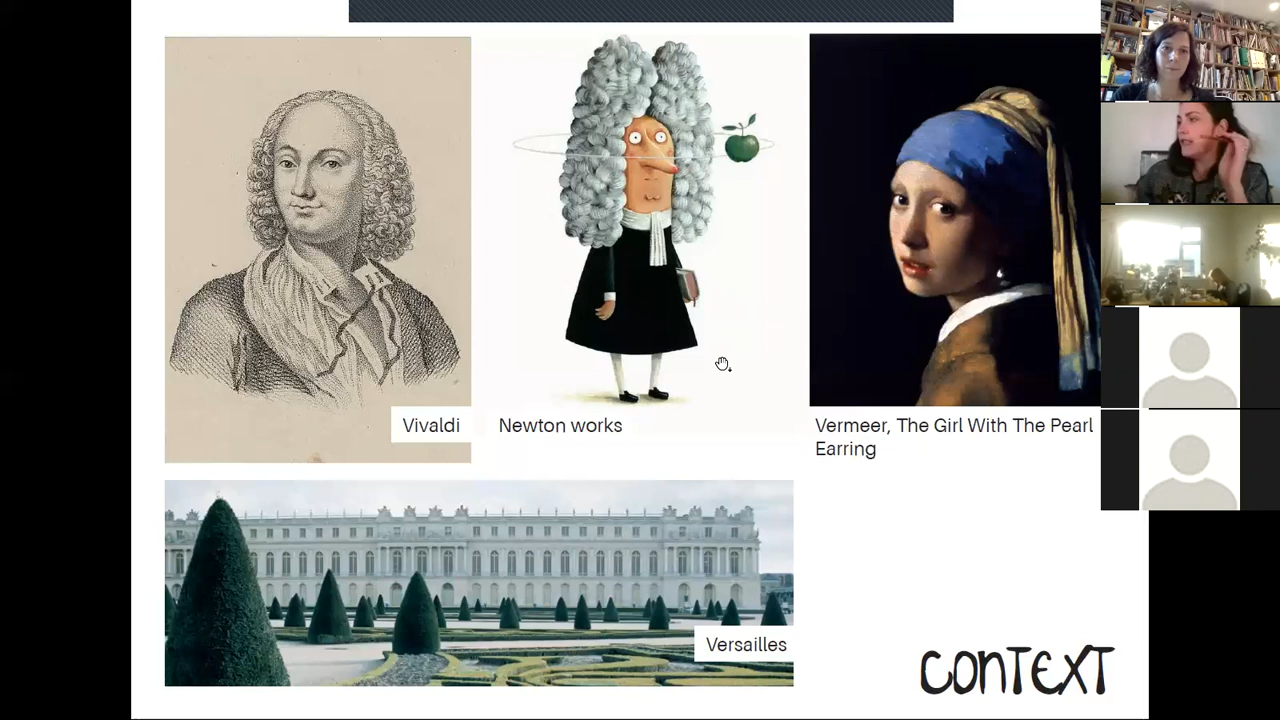 Vivaldi
Newton works
Vermeer, The Girl With The Pearl
Earring
Versailles
CONTEXT